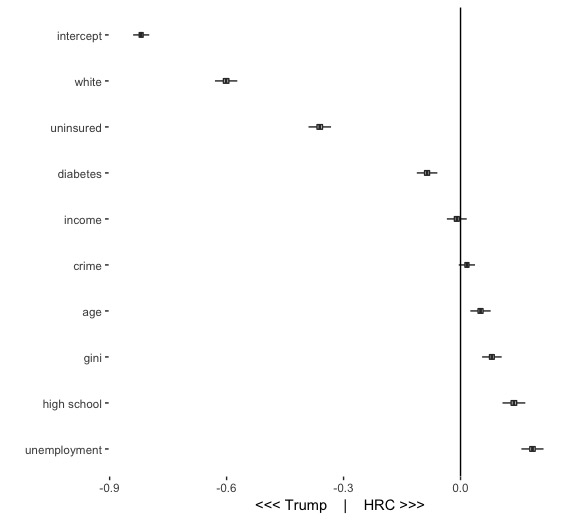 intercept
white
uninsured
diabetes
income
crime
age
gini
high school
unemployment
-0.9 -0.6 -0.3 0.0
<<< Trump | HRC >>>